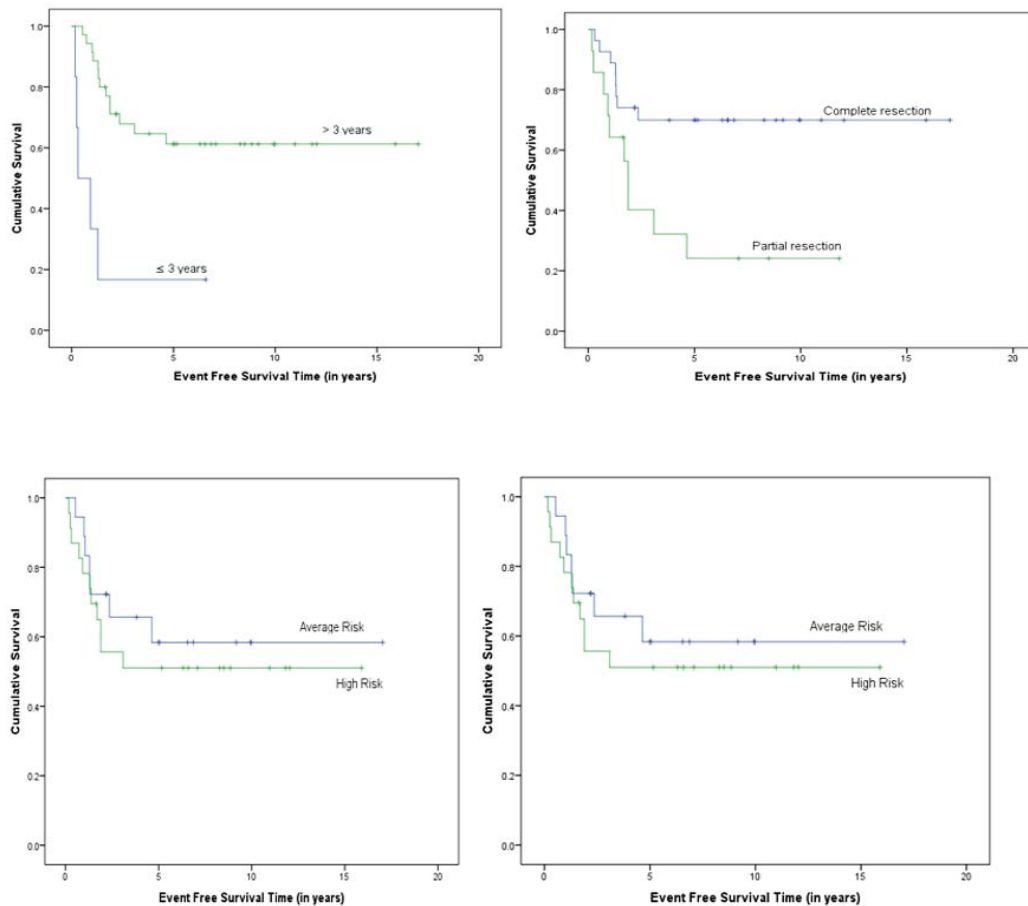 1.0
0.8
0.6
0.4
0.2
0.0
Cumulative Survival
> 3 years
≤ 3 years
0 5 10 15 20
Event Free Survival Time (in years)
1.0
0.8
0.6
0.4
0.2
0.0
Cumulative Survival
Complete resection
Partial resection
0 5 10 15 20
Event Free Survival Time (in years)
1.0
0.8
0.6
0.4
0.2
0.0
Cumulative Survival
Average Risk
High Risk
0 5 10 15 20
Event Free Survival Time (in years)
1.0
0.8
0.6
0.4
0.2
0.0
Cumulative Survival
Average Risk
High Risk
0 5 10 15 20
Event Free Survival Time (in years)